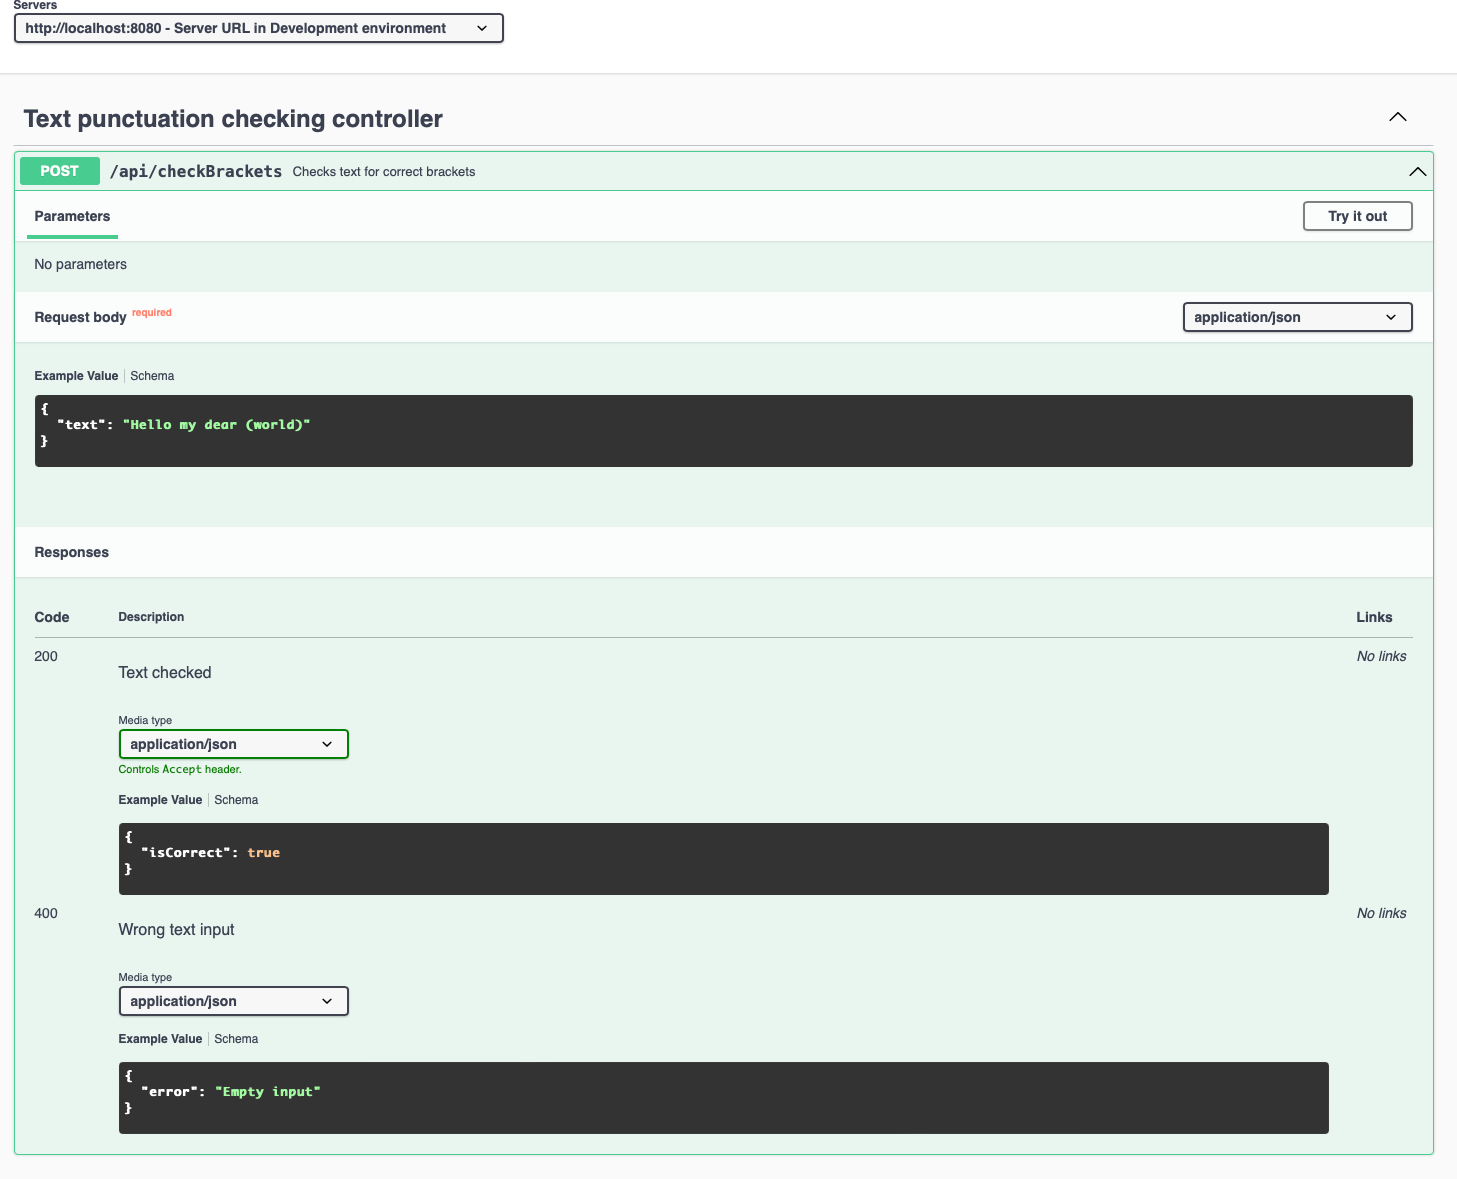 Servers
http://localhost:8080 - Server URL in Development environment
Text punctuation checking controller
POST /api/checkBrackets Checks text for correct brackets
Parameters Try it out
No parameters
Request body required application/json
Example Value Schema
{
"text": "Hello my dear (world)"
}
Responses
Code Description Links
200 No links
Text checked
Media type
application/json
Controls Accept header.
Example Value Schema
{
"isCorrect": true
}
400 No links
Wrong text input
Media type
application/json
Example Value Schema
{
"error": "Empty input"
}